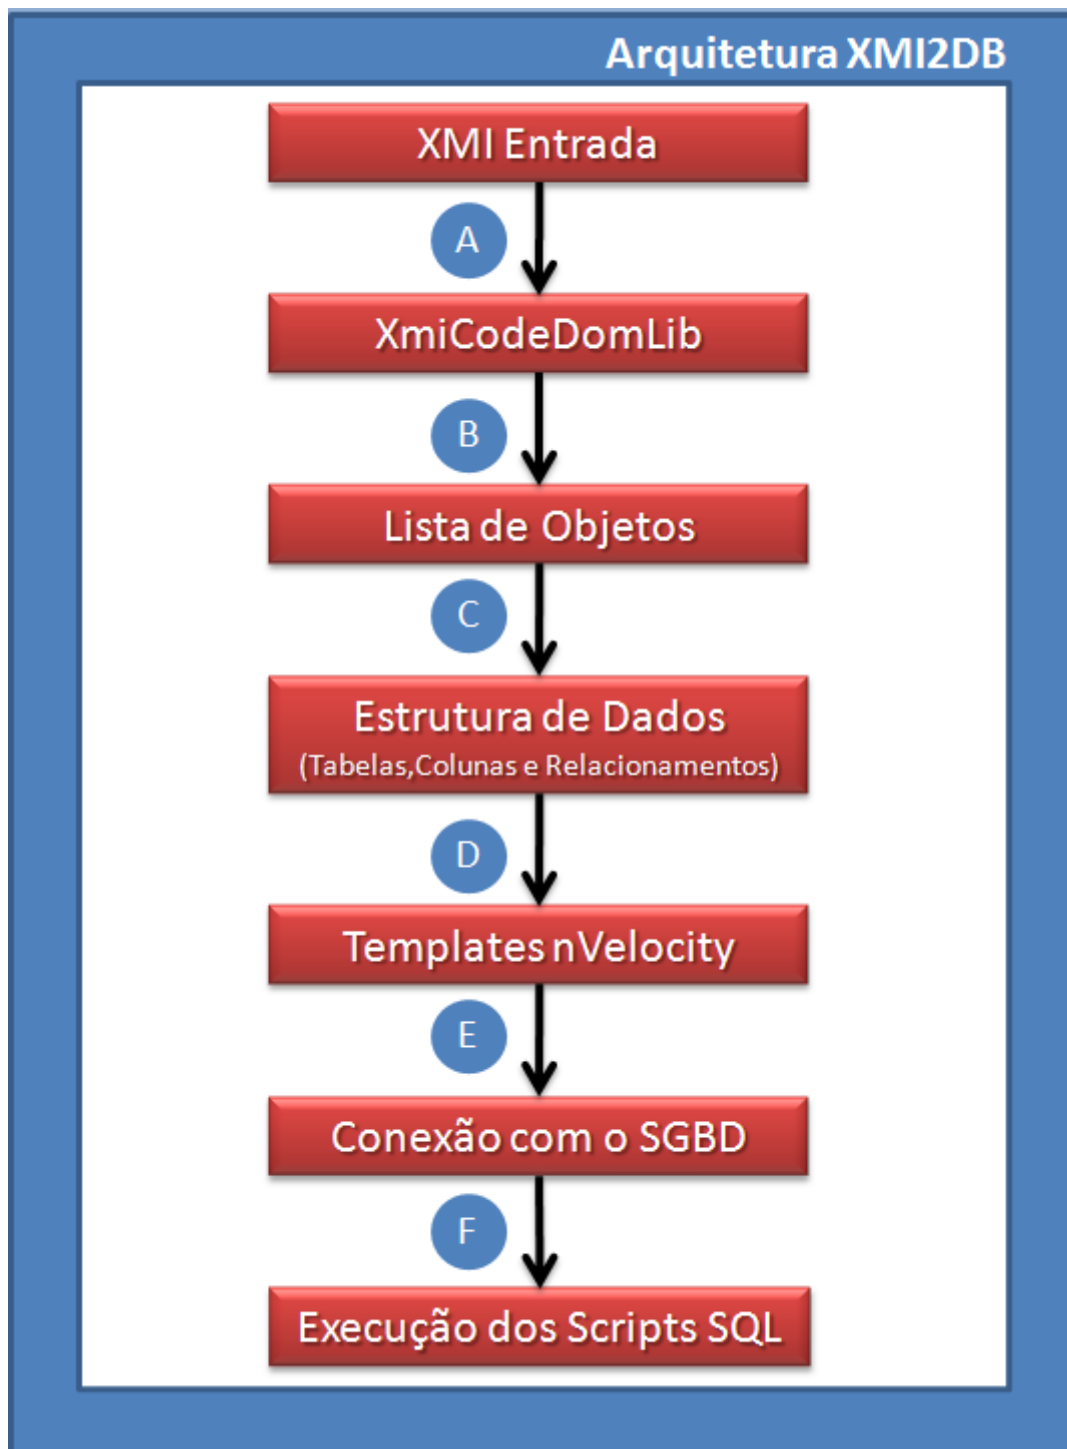 Arquitetura XMI2DB
XMI Entrada
A
XmiCodeDomLib
B
Lista de Objetos
C
Estrutura de Dados
(Tabelas,Colunas e Relacionamentos)
D
Templates nVelocity
E
Conexão com o SGBD
F
Execução dos Scripts SQL